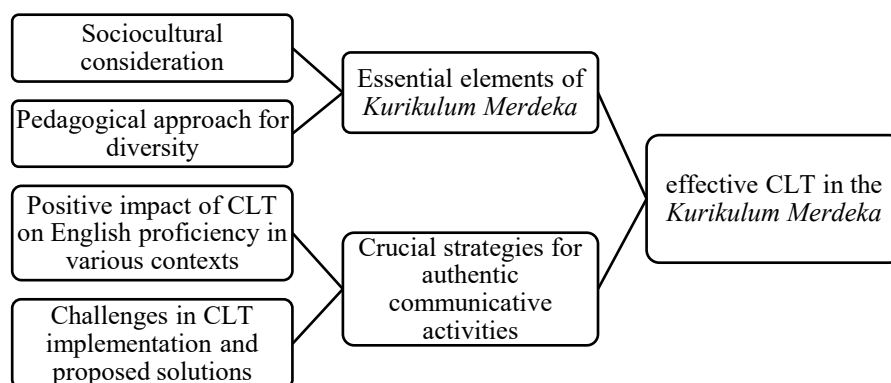 Sociocultural
consideration
Pedagogical approach for
diversity
Positive impact of CLT
on English proficiency in
various contexts
Challenges in CLT
implementation and
proposed solutions
Essential elements of
Kurikulum Merdeka
Crucial strategies for
authentic
communicative
activities
effective CLT in the
Kurikulum Merdeka